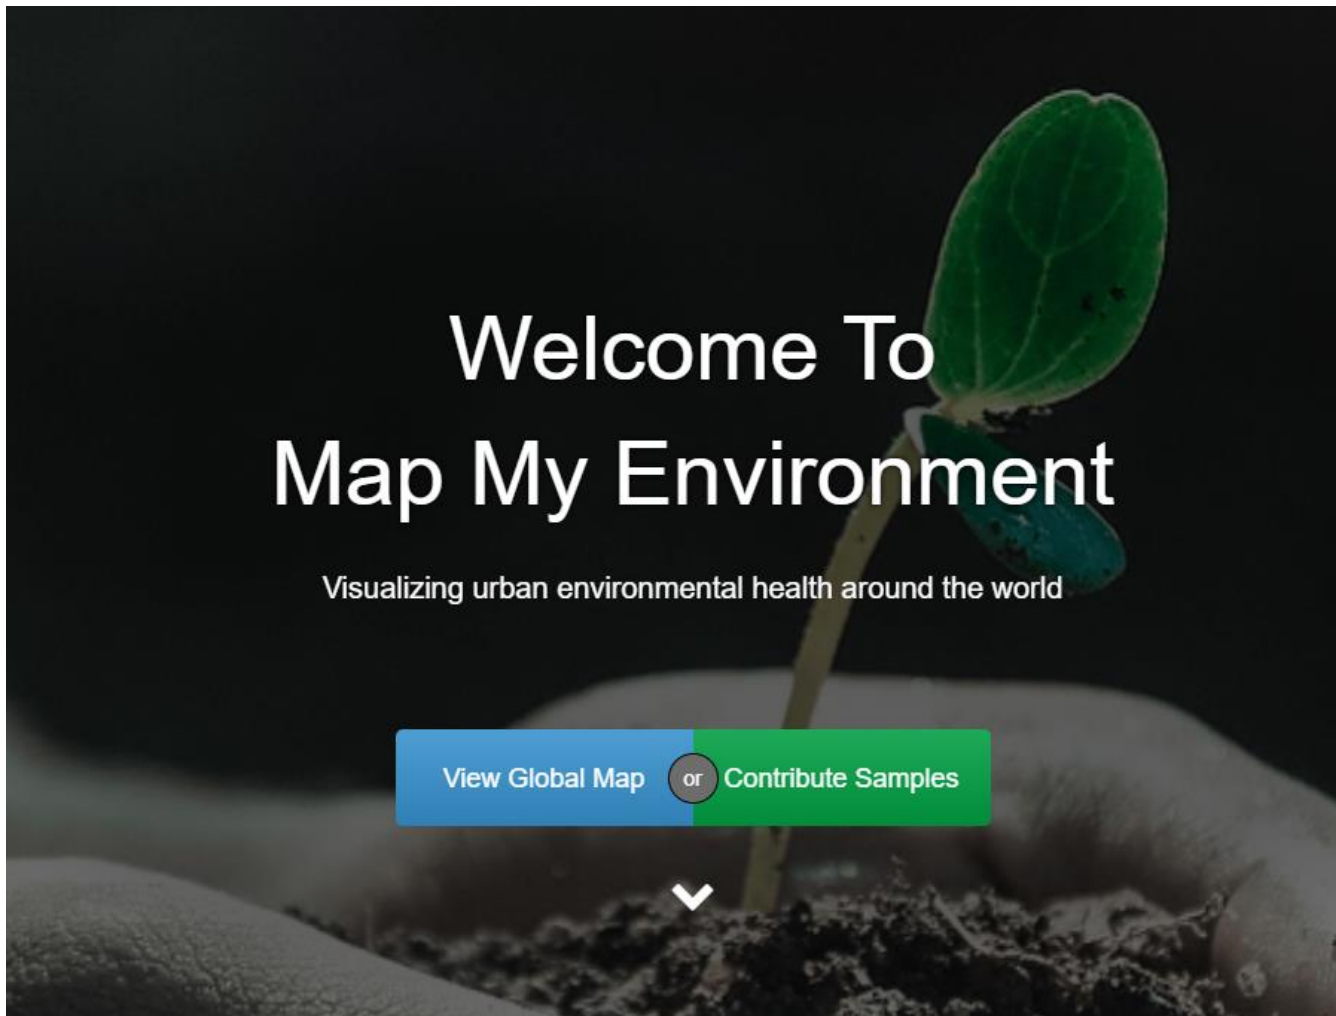 Welcome To
Map My Environment
Visualizing urban environmental health around the world
View Global Map or Contribute Samples